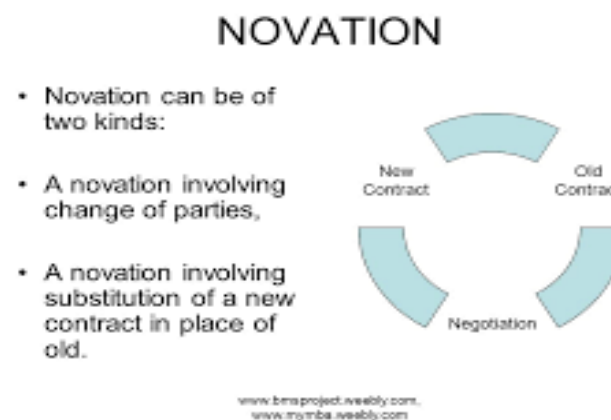 NOVATION
• Novation can be of
two kinds:
• A novation involving
change of parties,
• A novation involving
substitution of a new
contract in place of
old.
New
Contract
Old
Contrac
Negotiation
www.bmsproject.weebly.com,
www.mymba.weebly.com